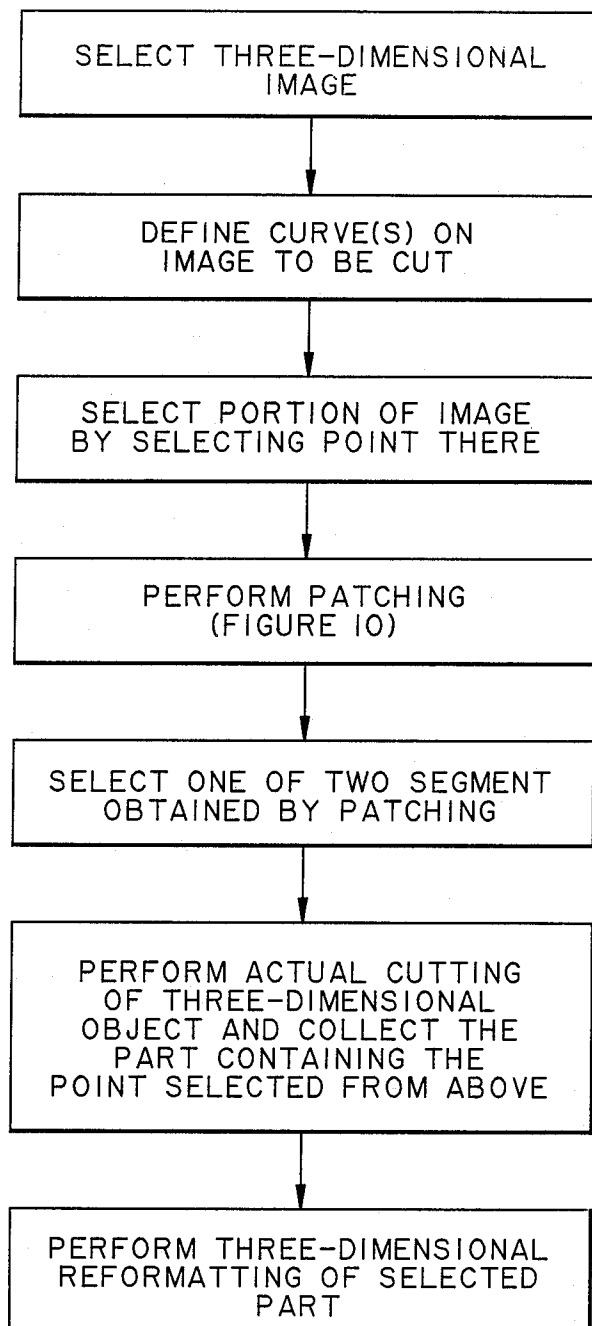 SELECT THREE-DIMENSIONAL
IMAGE
DEFINE CURVE(S) ON
IMAGE TO BE CUT
SELECT PORTION OF IMAGE
BY SELECTING POINT THERE
PERFORM PATCHING
(FIGURE 10)
SELECT ONE OF TWO SEGMENT
OBTAINED BY PATCHING
PERFORM ACTUAL CUTTING
OF THREE-DIMENSIONAL
OBJECT AND COLLECT THE
PART CONTAINING THE
POINT SELECTED FROM ABOVE
PERFORM THREE-DIMENSIONAL
REFORMATTING OF SELECTED
PART